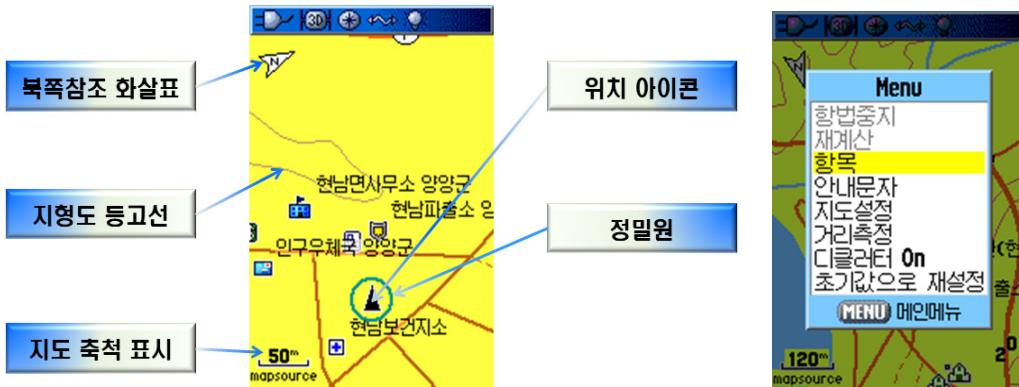 북쪽참조 화살표
지형도 등고선
지도 축척 표시
3D
N
현남면사무소 양양군
현남파출소 양
인구우체국 양양군
현남보건지소
50m
mapsource
위치 아이콘
정밀원
3D
N
Menu
항법중지
재계산
항목
안내문자
지도설정
거리측정
디클러터 On
초기값으로 재설정
MENU 메인메뉴
120m
mapsource